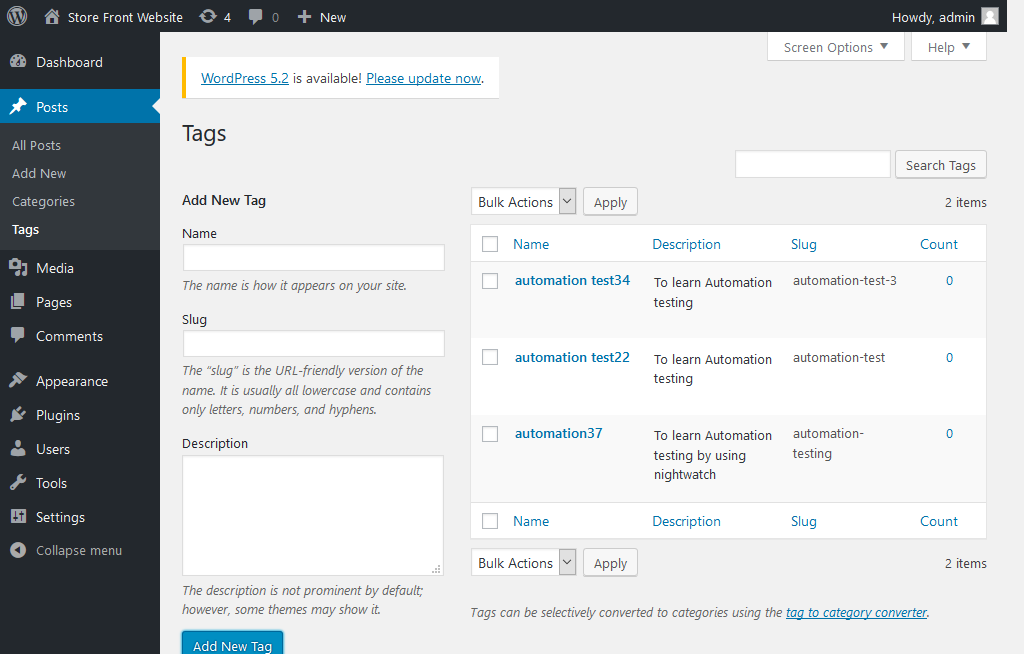 Store Front Website 4 0 New Howdy, admin
Screen Options Help
Dashboard
Posts
All Posts
Add New
Categories
Tags
Media
Pages
Comments
Appearance
Plugins
Users
Tools
Settings
Collapse menu
WordPress 5.2 is available! Please update now.
Tags
Search Tags
Add New Tag
Name
The name is how it appears on your site.
Slug
The “slug” is the URL-friendly version of the
name. It is usually all lowercase and contains
only letters, numbers, and hyphens.
Description
The description is not prominent by default;
however, some themes may show it.
Add New Tag
Bulk Actions Apply 2 items
Name Description Slug Count
automation test34 To learn Automation automation-test-3 0
testing
automation test22 To learn Automation automation-test 0
testing
automation37 To learn Automation automation- 0
testing by using testing
nightwatch
Name Description Slug Count
Bulk Actions Apply 2 items
Tags can be selectively converted to categories using the tag to category converter.